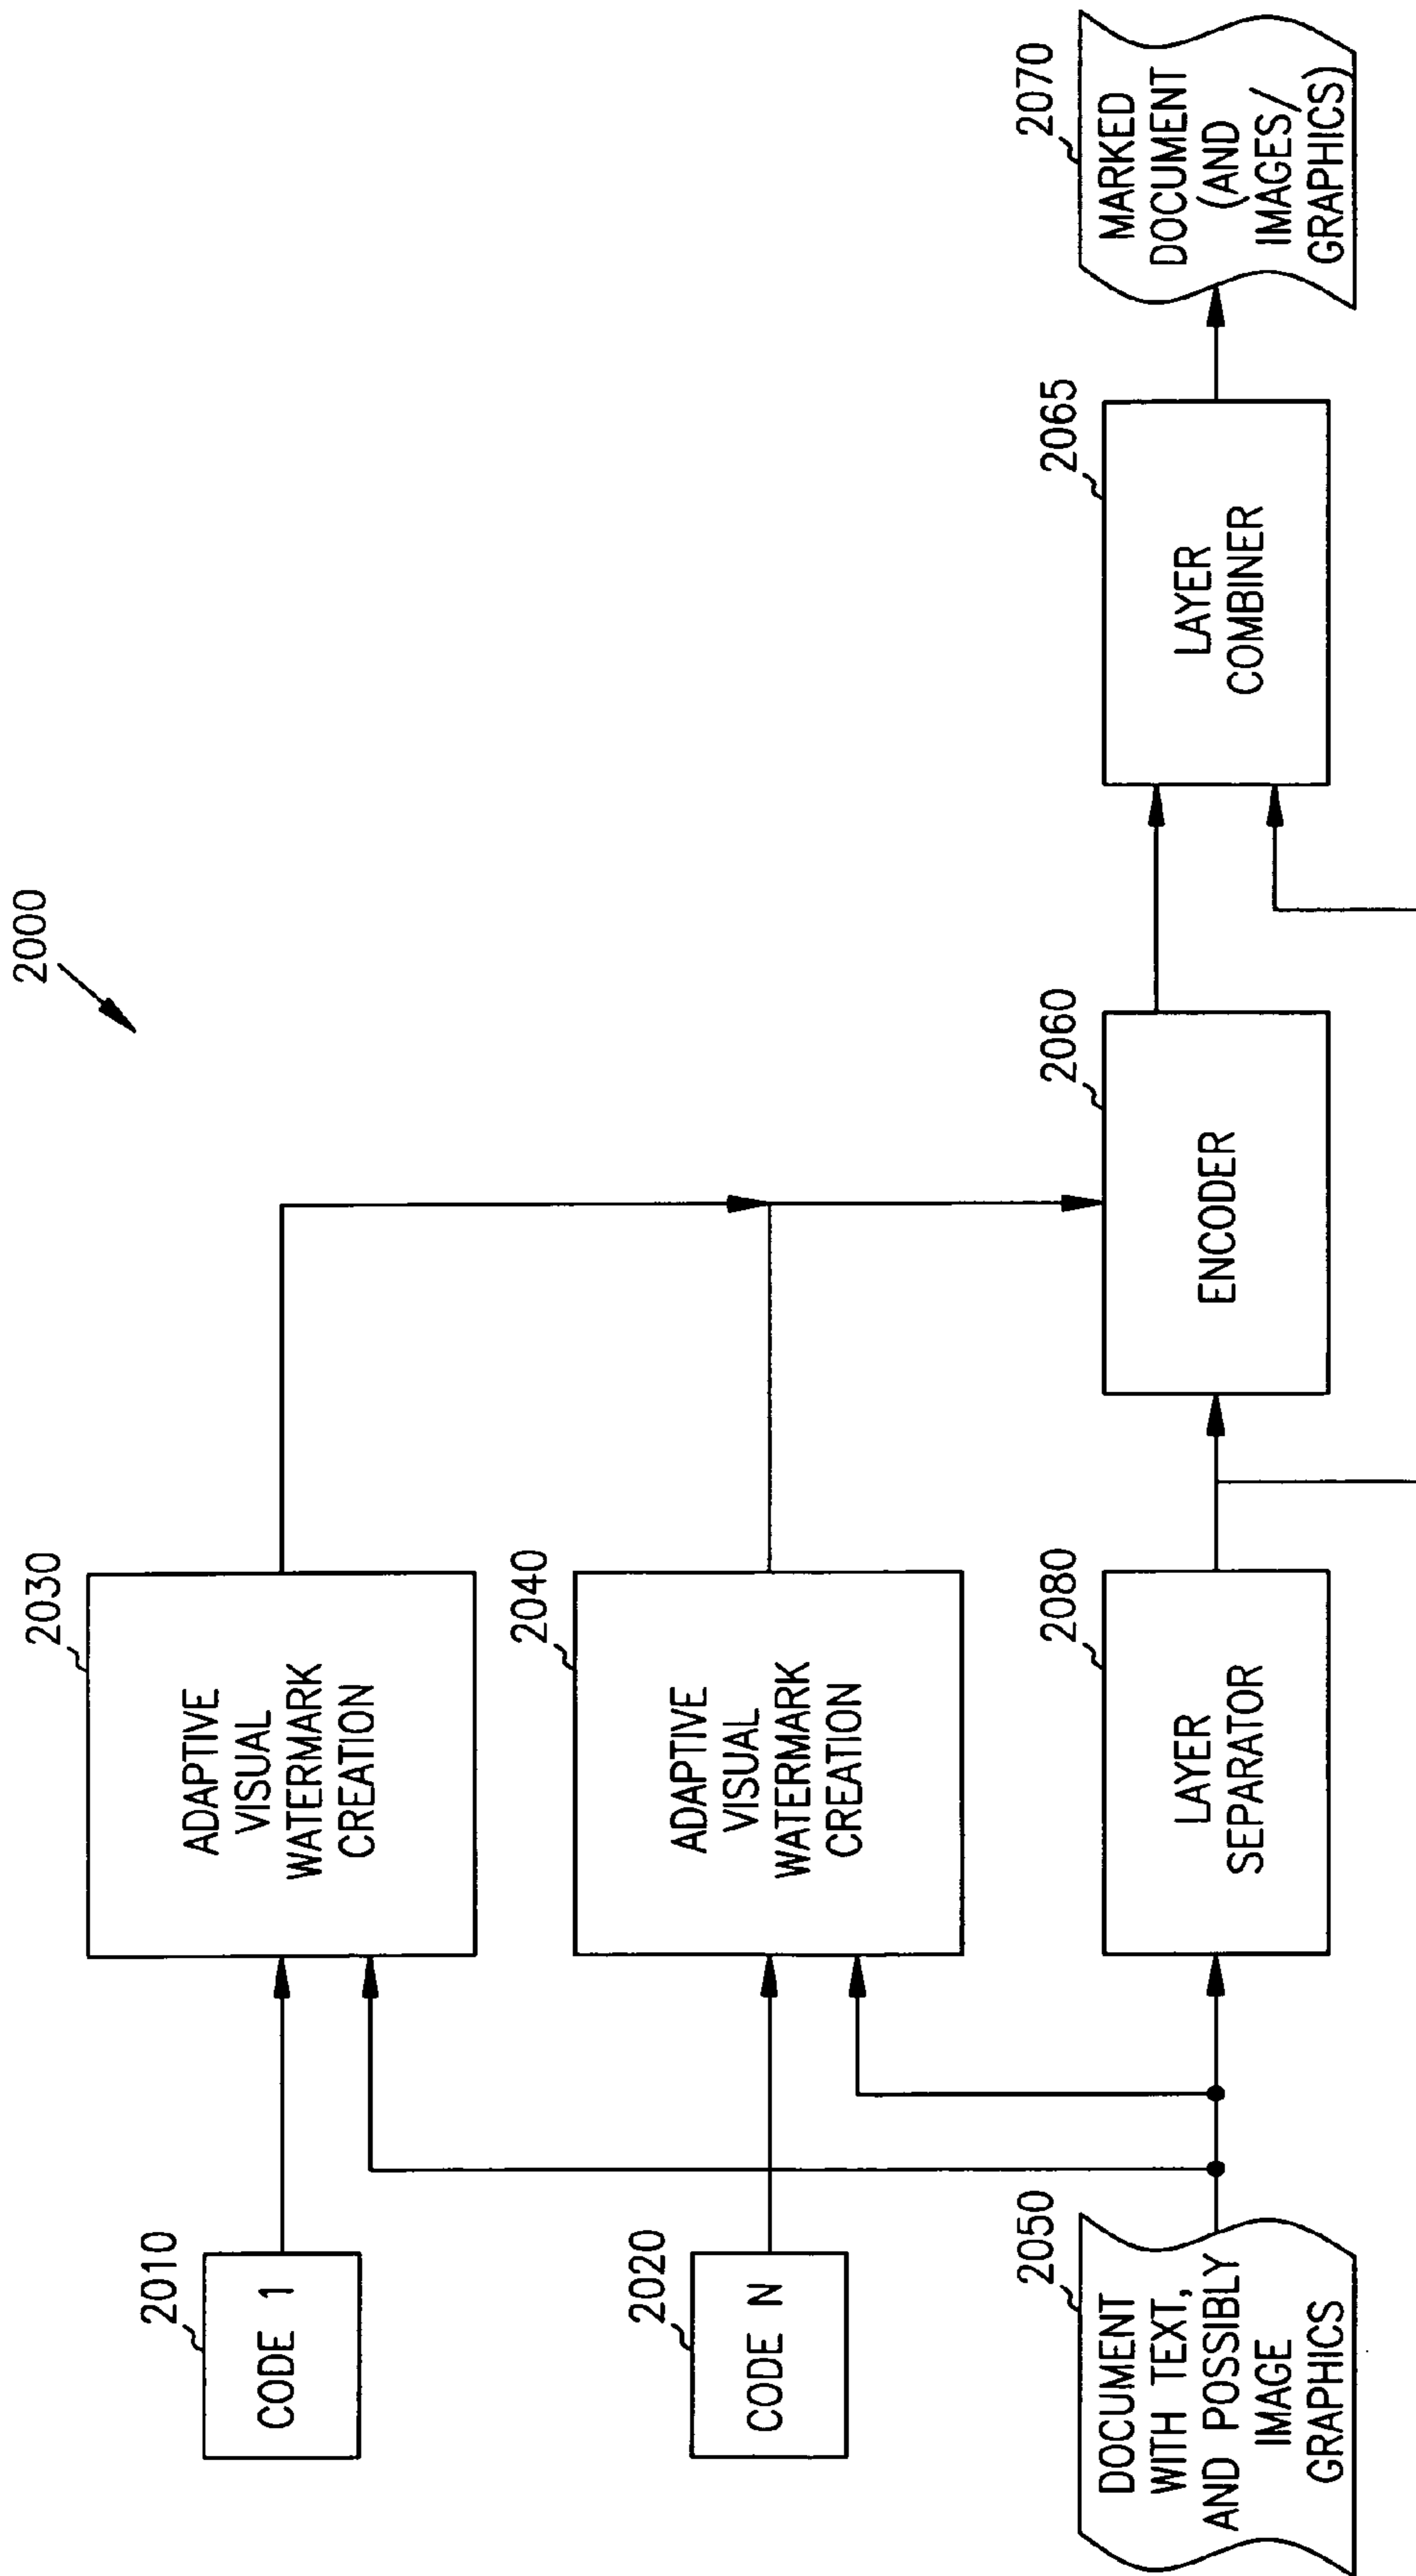 2000
2010
CODE 1
2030
ADAPTIVE
VISUAL
WATERMARK
CREATION
2020
CODE N
2040
ADAPTIVE
VISUAL
WATERMARK
CREATION
2050
DOCUMENT
WITH TEXT,
AND POSSIBLY
IMAGE
GRAPHICS
2080
LAYER
SEPARATOR
2060
ENCODER
2065
LAYER
COMBINER
2070
MARKED
DOCUMENT
(AND
IMAGES/
GRAPHICS)